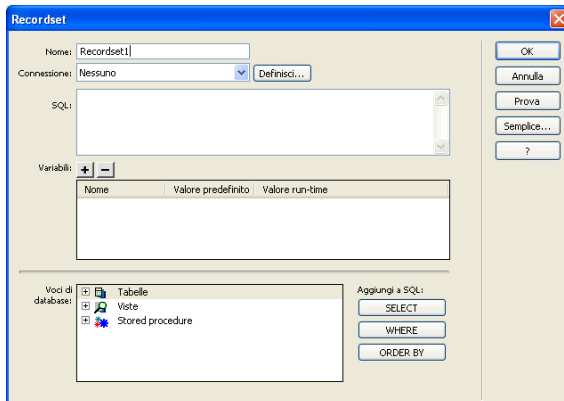 Recordset
Nome: Recordset1
Connessione: Nessuno Definisci...
SQL:
Variabili: + −
Nome Valore predefinito Valore run-time
Voci di database:
Tabelle
Viste
Stored procedure
Aggiungi a SQL:
SELECT
WHERE
ORDER BY
OK
Annulla
Prova
Semplice...
?